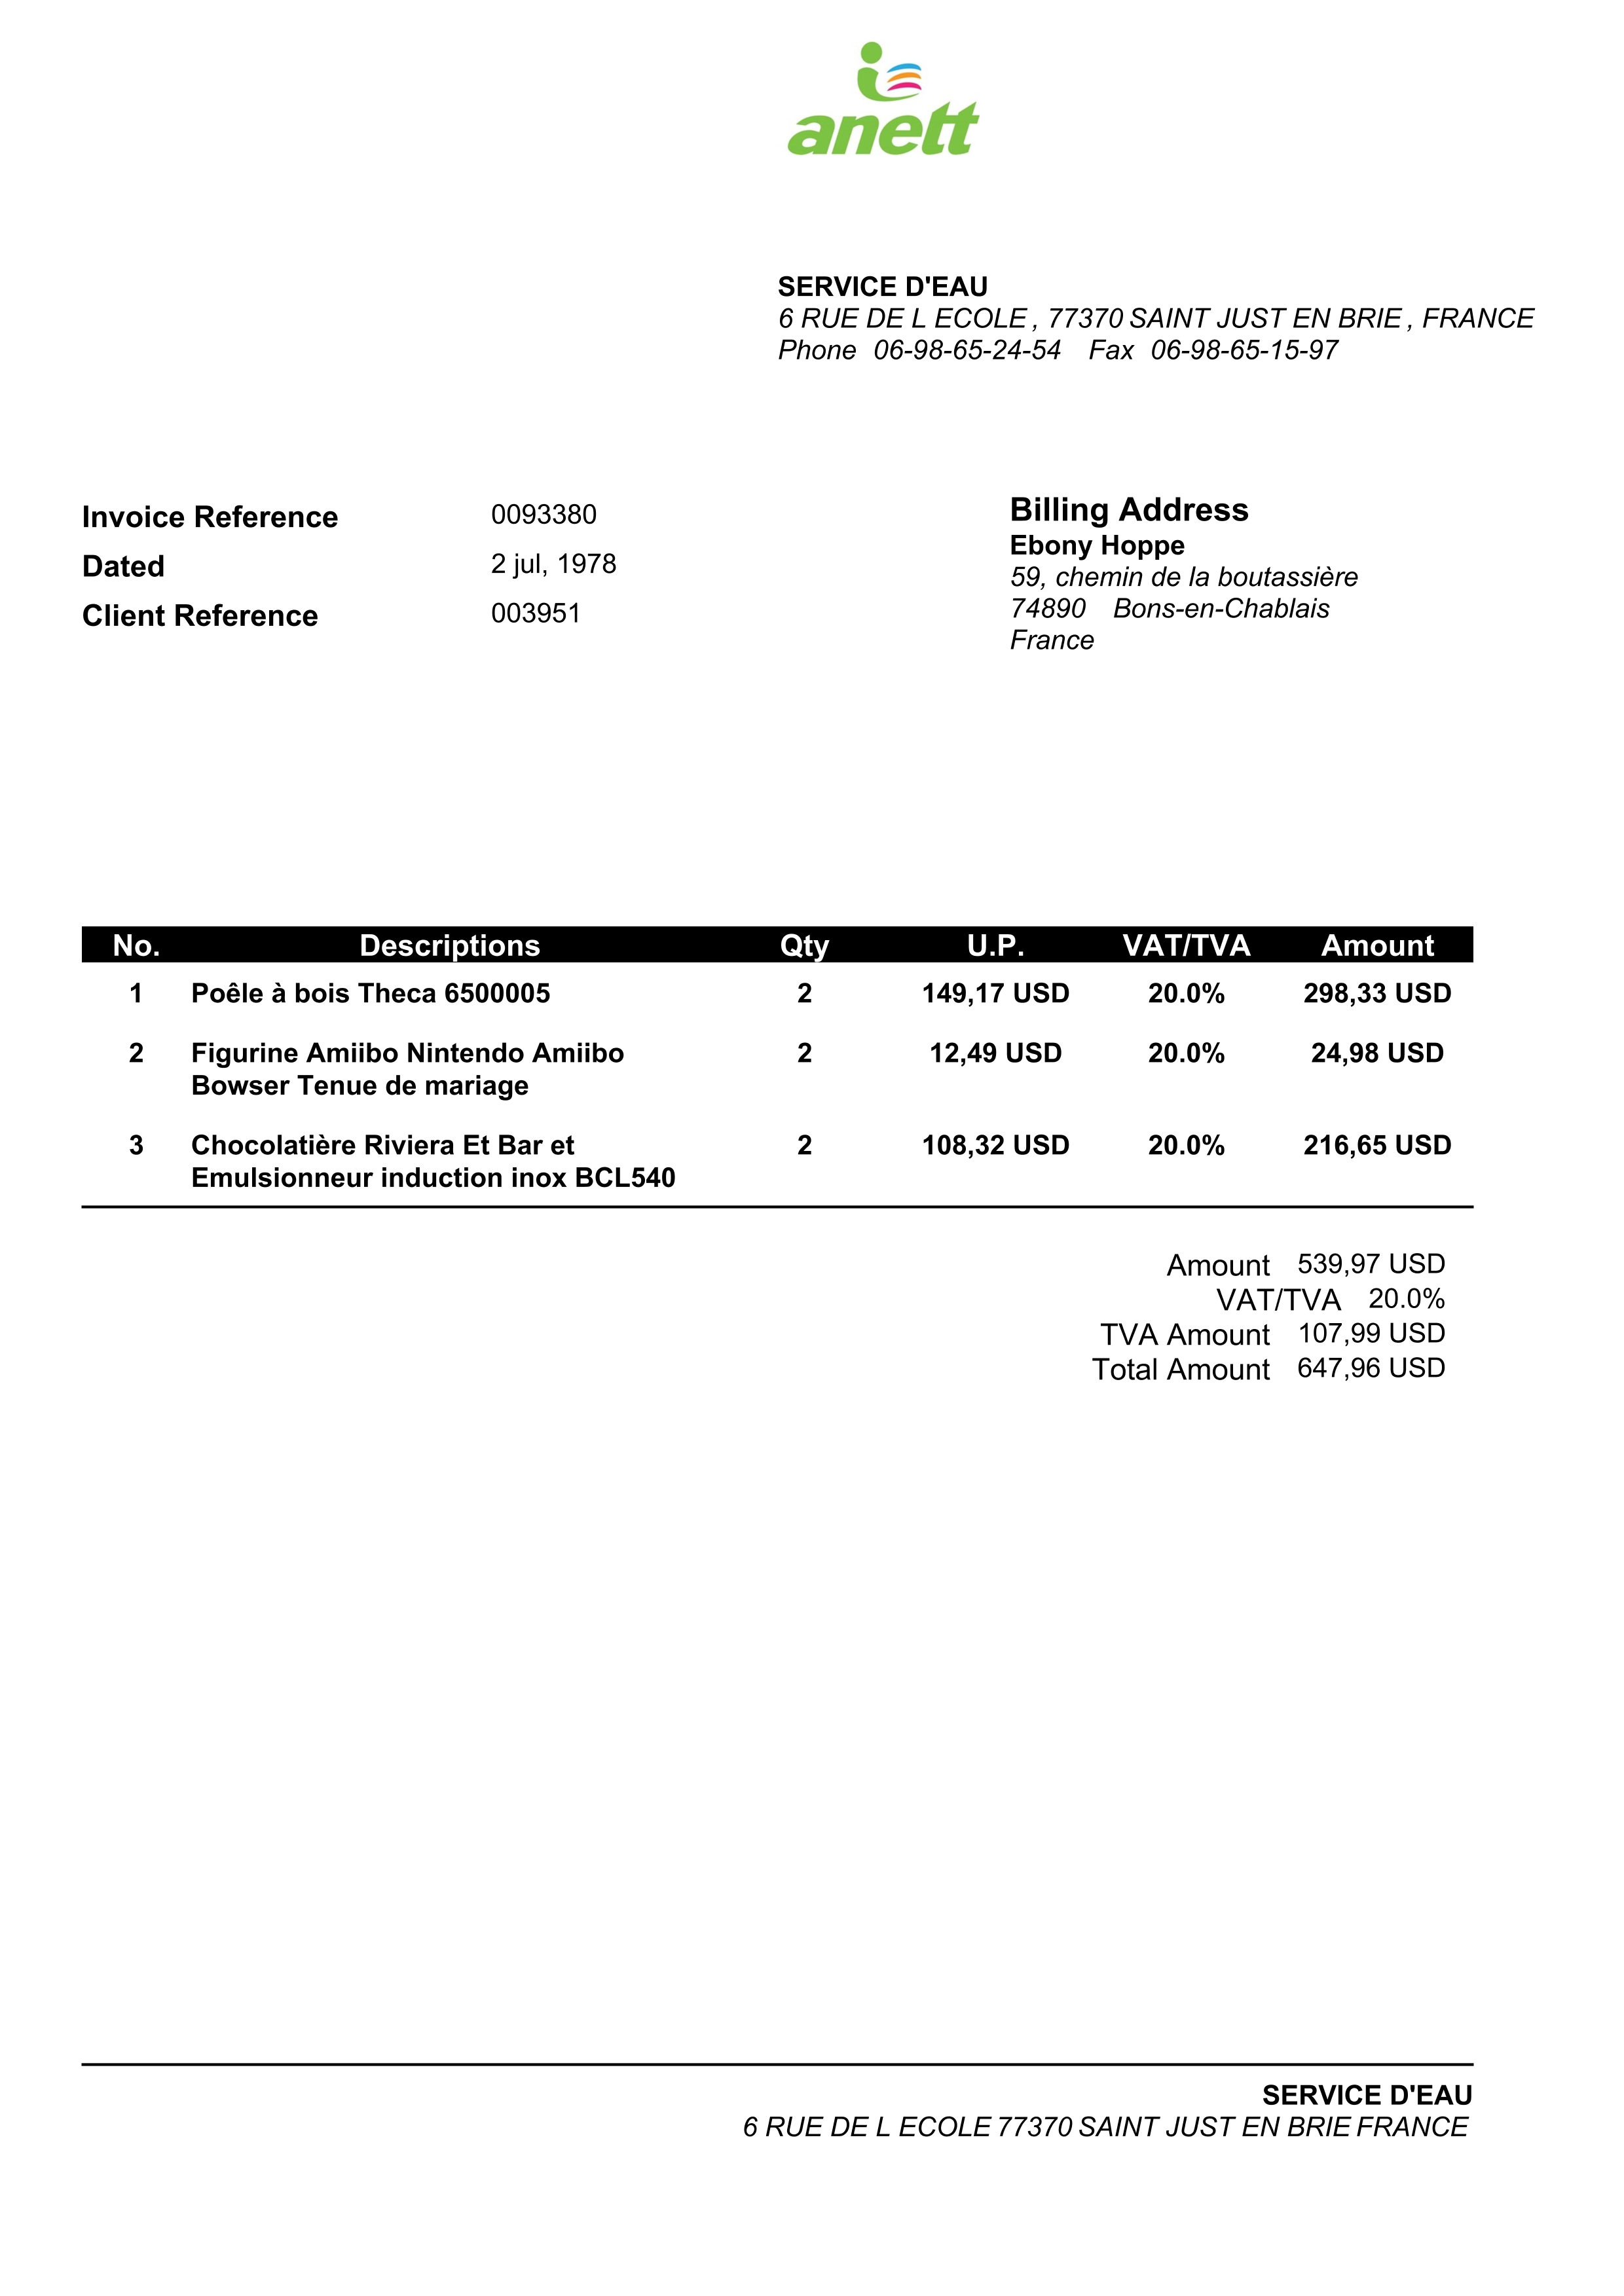 anett
SERVICE D'EAU
6 RUE DE L ECOLE , 77370 SAINT JUST EN BRIE , FRANCE
Phone 06-98-65-24-54 Fax 06-98-65-15-97
Invoice Reference 0093380
Dated 2 jul, 1978
Client Reference 003951
Billing Address
Ebony Hoppe
59, chemin de la boutassière
74890 Bons-en-Chablais
France
No. Descriptions Qty U.P. VAT/TVA Amount
1 Poêle à bois Theca 6500005 2 149,17 USD 20.0% 298,33 USD
2 Figurine Amiibo Nintendo Amiibo 2 12,49 USD 20.0% 24,98 USD
Bowser Tenue de mariage
3 Chocolatière Riviera Et Bar et 2 108,32 USD 20.0% 216,65 USD
Emulsionneur induction inox BCL540
Amount 539,97 USD
VAT/TVA 20.0%
TVA Amount 107,99 USD
Total Amount 647,96 USD
SERVICE D'EAU
6 RUE DE L ECOLE 77370 SAINT JUST EN BRIE FRANCE